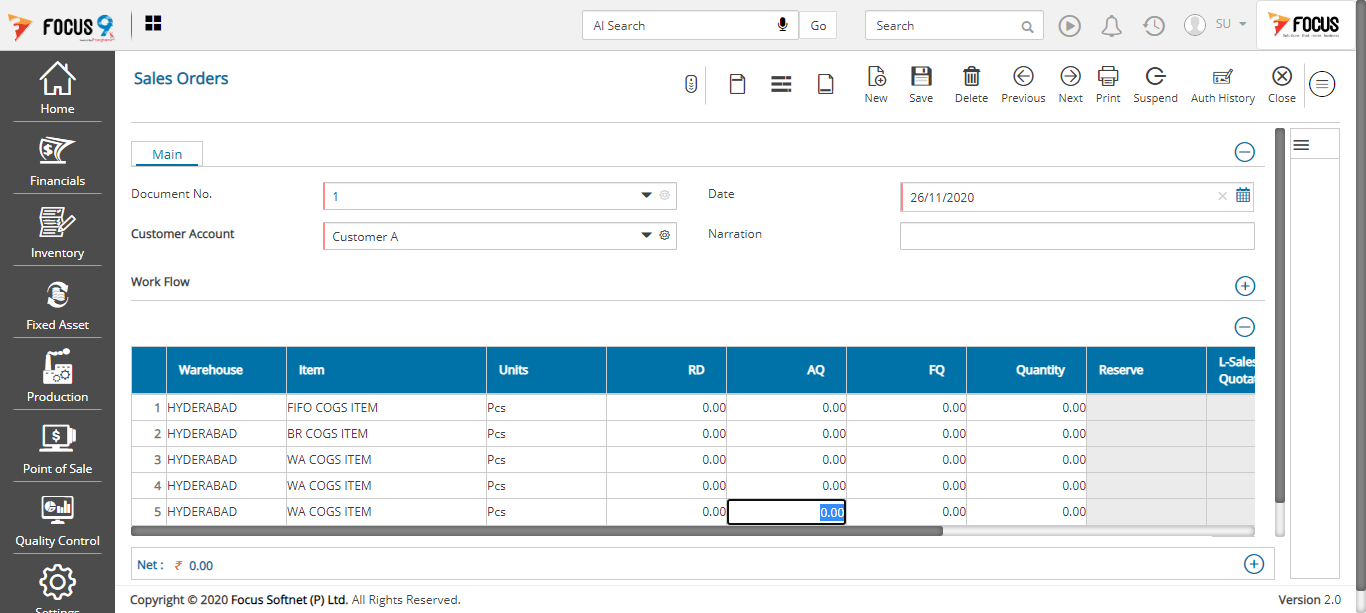 FOCUS 9
AI Search
Go
Search
SU
FOCUS
Home
Financials
Inventory
Fixed Asset
Production
Point of Sale
Quality Control
Settings
Sales Orders
New Save Delete Previous Next Print Suspend Auth History Close
Main
Document No. 1 Date 26/11/2020
Customer Account Customer A Narration
Work Flow
Warehouse Item Units RD AQ FQ Quantity Reserve L-Sales
Quotat
1 HYDERABAD FIFO COGS ITEM Pcs 0.00 0.00 0.00 0.00
2 HYDERABAD BR COGS ITEM Pcs 0.00 0.00 0.00 0.00
3 HYDERABAD WA COGS ITEM Pcs 0.00 0.00 0.00 0.00
4 HYDERABAD WA COGS ITEM Pcs 0.00 0.00 0.00 0.00
5 HYDERABAD WA COGS ITEM Pcs 0.00 0.00 0.00 0.00
Net : ₹ 0.00
Copyright © 2020 Focus Softnet (P) Ltd. All Rights Reserved.
Version 2.0